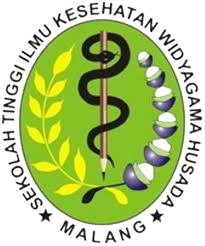 SEKOLAH TINGGI ILMU KESEHATAN WIDYAGAMA HUSADA
MALANG